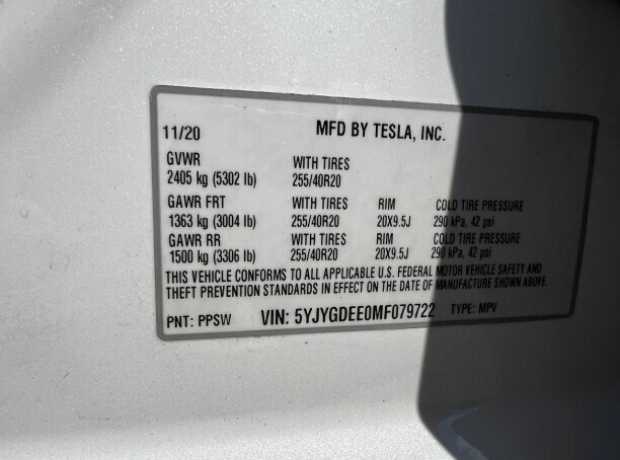 11/20 MFD BY TESLA, INC.
GVWR WITH TIRES
2405 kg (5302 lb) 255/40R20
GAWR FRT WITH TIRES RIM COLD TIRE PRESSURE
1363 kg (3004 lb) 255/40R20 20X9.5J 290 kPa, 42 psi
GAWR RR WITH TIRES RIM COLD TIRE PRESSURE
1500 kg (3306 lb) 255/40R20 20X9.5J 290 kPa, 42 psi
THIS VEHICLE CONFORMS TO ALL APPLICABLE U.S. FEDERAL MOTOR VEHICLE SAFETY AND
THEFT PREVENTION STANDARDS IN EFFECT ON THE DATE OF MANUFACTURE SHOWN ABOVE.
PNT: PPSW VIN: 5YJYGDEE0MF079722 TYPE: MPV